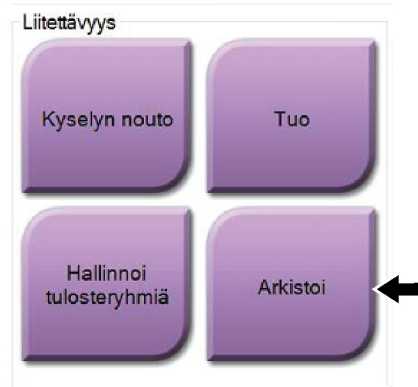 Liitettävyys
Kyselyn nouto
Tuo
Hallinnoi
tulosteryhmiä
Arkistoi